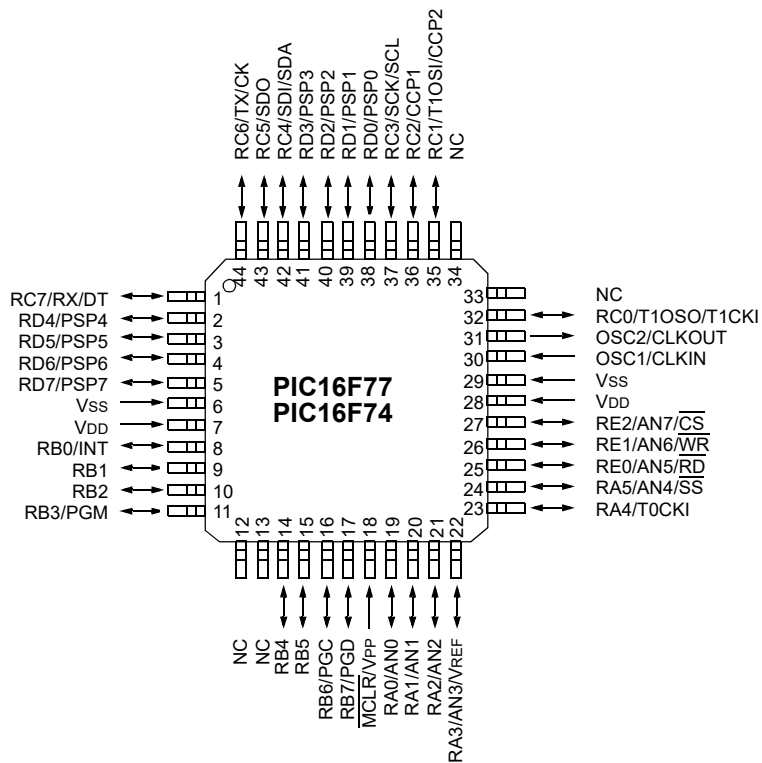 RC6/TX/CK
RC5/SDO
RC4/SDI/SDA
RD3/PSP3
RD2/PSP2
RD1/PSP1
RD0/PSP0
RC3/SCK/SCL
RC2/CCP1
RC1/T1OSI/CCP2
NC
44
43
42
41
40
39
38
37
36
35
34
RC7/RX/DT 1
RD4/PSP4 2
RD5/PSP5 3
RD6/PSP6 4
RD7/PSP7 5
VSS 6
VDD 7
RB0/INT 8
RB1 9
RB2 10
RB3/PGM 11
PIC16F77
PIC16F74
33 NC
32 RC0/T1OSO/T1CKI
31 OSC2/CLKOUT
30 OSC1/CLKIN
29 VSS
28 VDD
27 RE2/AN7/CS
26 RE1/AN6/WR
25 RE0/AN5/RD
24 RA5/AN4/SS
23 RA4/T0CKI
12
13
14
15
16
17
18
19
20
21
22
NC
NC
RB4
RB5
RB6/PGC
RB7/PGD
MCLR/VPP
RA0/AN0
RA1/AN1
RA2/AN2
RA3/AN3/VREF